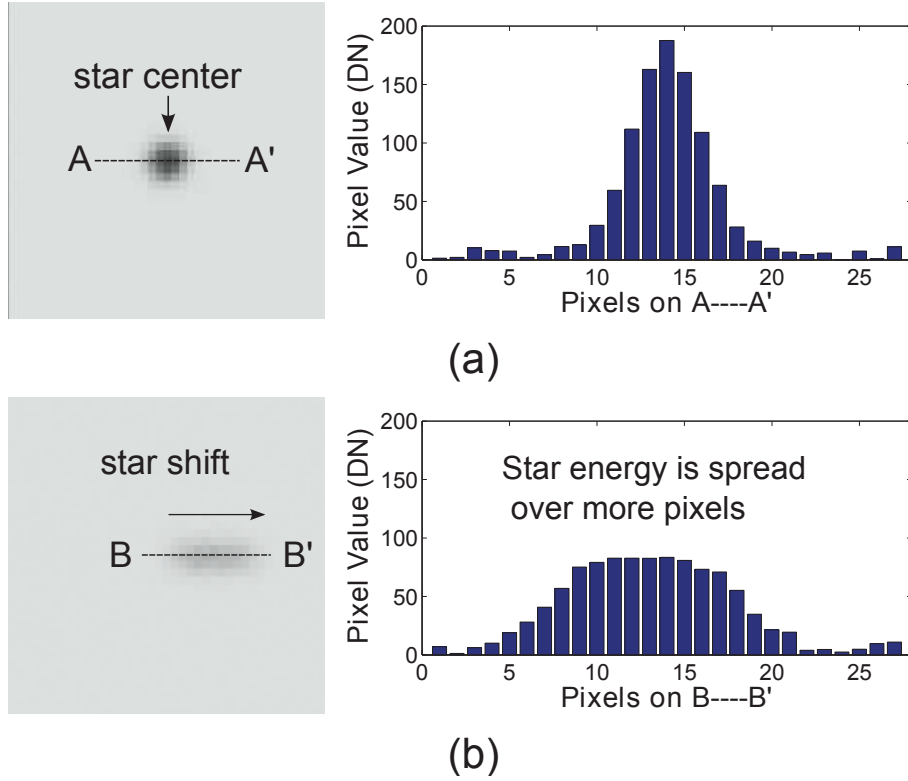 star center
A A'
200
150
100
50
0
Pixel Value (DN)
0 5 10 15 20 25
Pixels on A----A'
(a)
star shift
B B'
200
150
100
50
0
Pixel Value (DN)
Star energy is spread
over more pixels
0 5 10 15 20 25
Pixels on B----B'
(b)